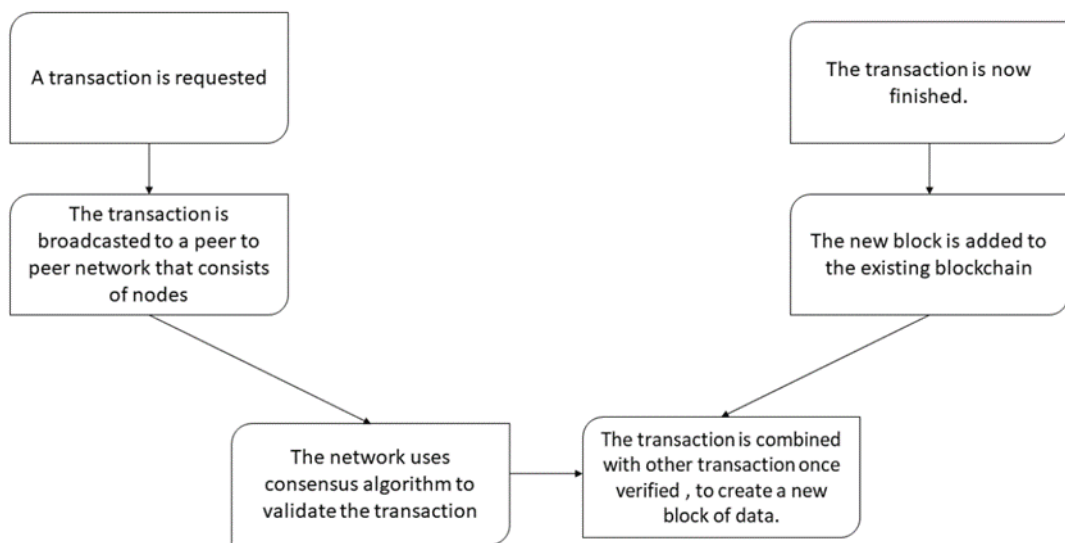 A transaction is requested
The transaction is
broadcasted to a peer to
peer network that consists
of nodes
The network uses
consensus algorithm to
validate the transaction
The transaction is combined
with other transaction once
verified , to create a new
block of data.
The new block is added to
the existing blockchain
The transaction is now
finished.